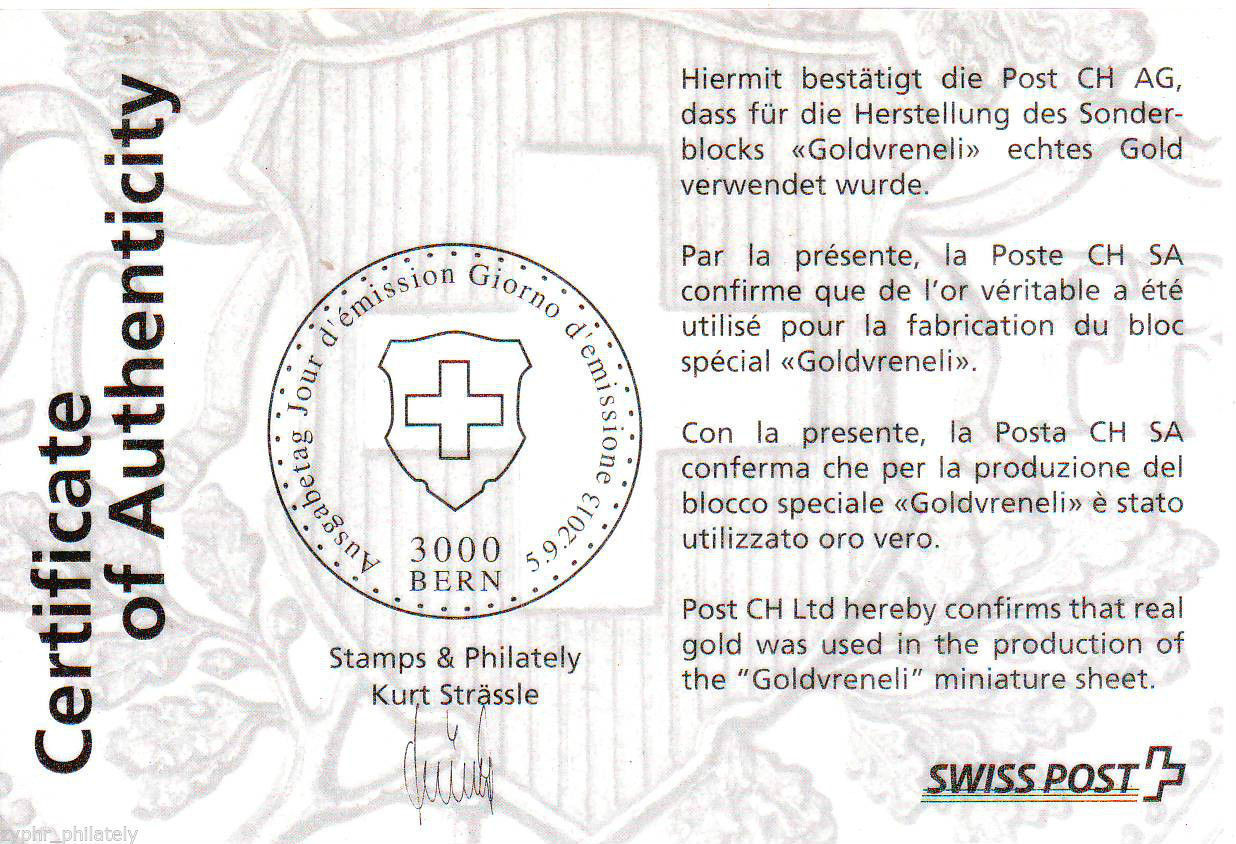 Certificate
of Authenticity
Ausgabetag Jour d'émission Giorno d'emissione
5.9.2013
3000
BERN
Stamps & Philately
Kurt Strässle
Hiermit bestätigt die Post CH AG,
dass für die Herstellung des Sonder-
blocks «Goldvreneli» echtes Gold
verwendet wurde.
Par la présente, la Poste CH SA
confirme que de l'or véritable a été
utilisé pour la fabrication du bloc
spécial «Goldvreneli».
Con la presente, la Posta CH SA
conferma che per la produzione del
blocco speciale «Goldvreneli» è stato
utilizzato oro vero.
Post CH Ltd hereby confirms that real
gold was used in the production of
the "Goldvreneli" miniature sheet.
SWISS POST
zyphr_philately